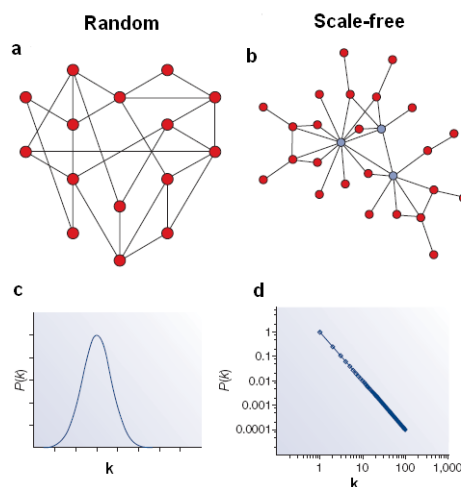 Random
Scale-free
a
b
c
d
P(k)
k
P(k)
1
0.1
0.01
0.001
0.0001
1
10
100
1,000
k